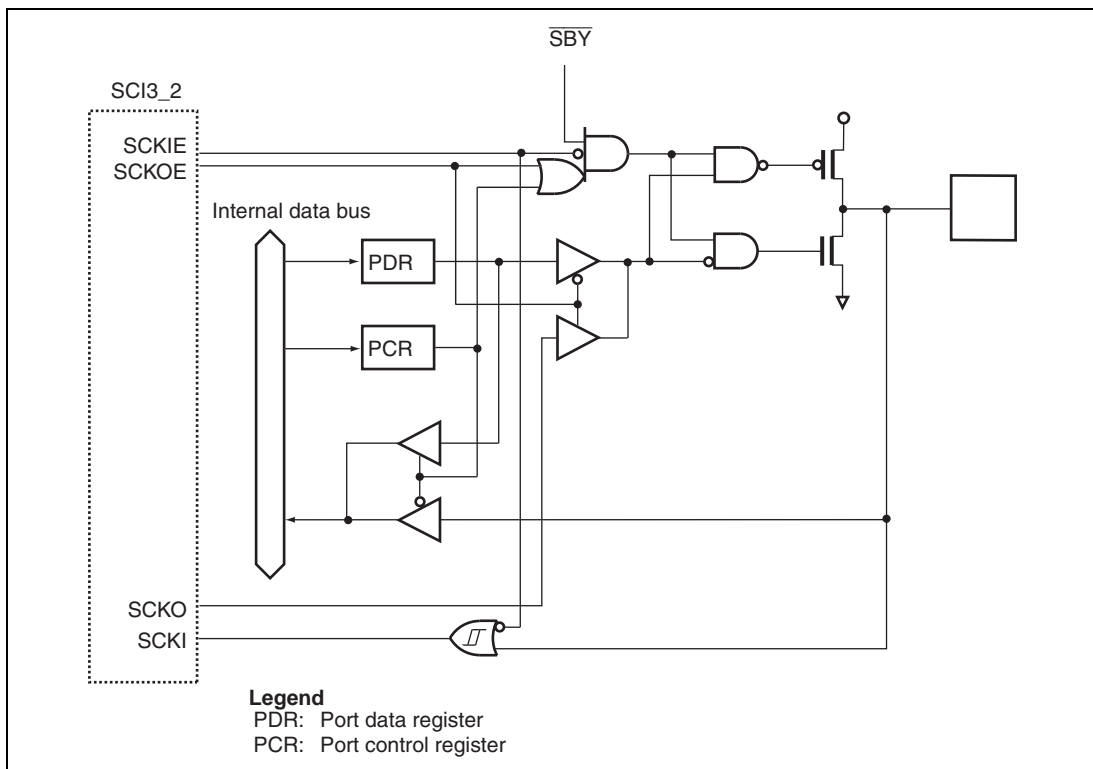 S̅B̅Y̅
SCI3_2
SCKIE
SCKOE
Internal data bus
PDR
PCR
SCKO
SCKI
Legend
PDR: Port data register
PCR: Port control register